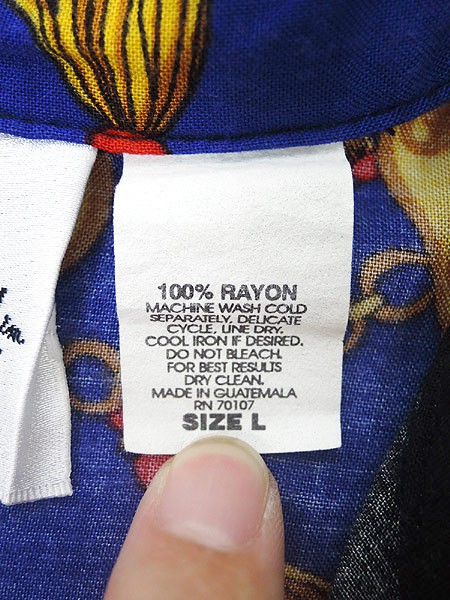 100% RAYON
MACHINE WASH COLD
SEPARATELY, DELICATE
CYCLE, LINE DRY.
COOL IRON IF DESIRED.
DO NOT BLEACH.
FOR BEST RESULTS
DRY CLEAN.
MADE IN GUATEMALA
RN 70107
SIZE L